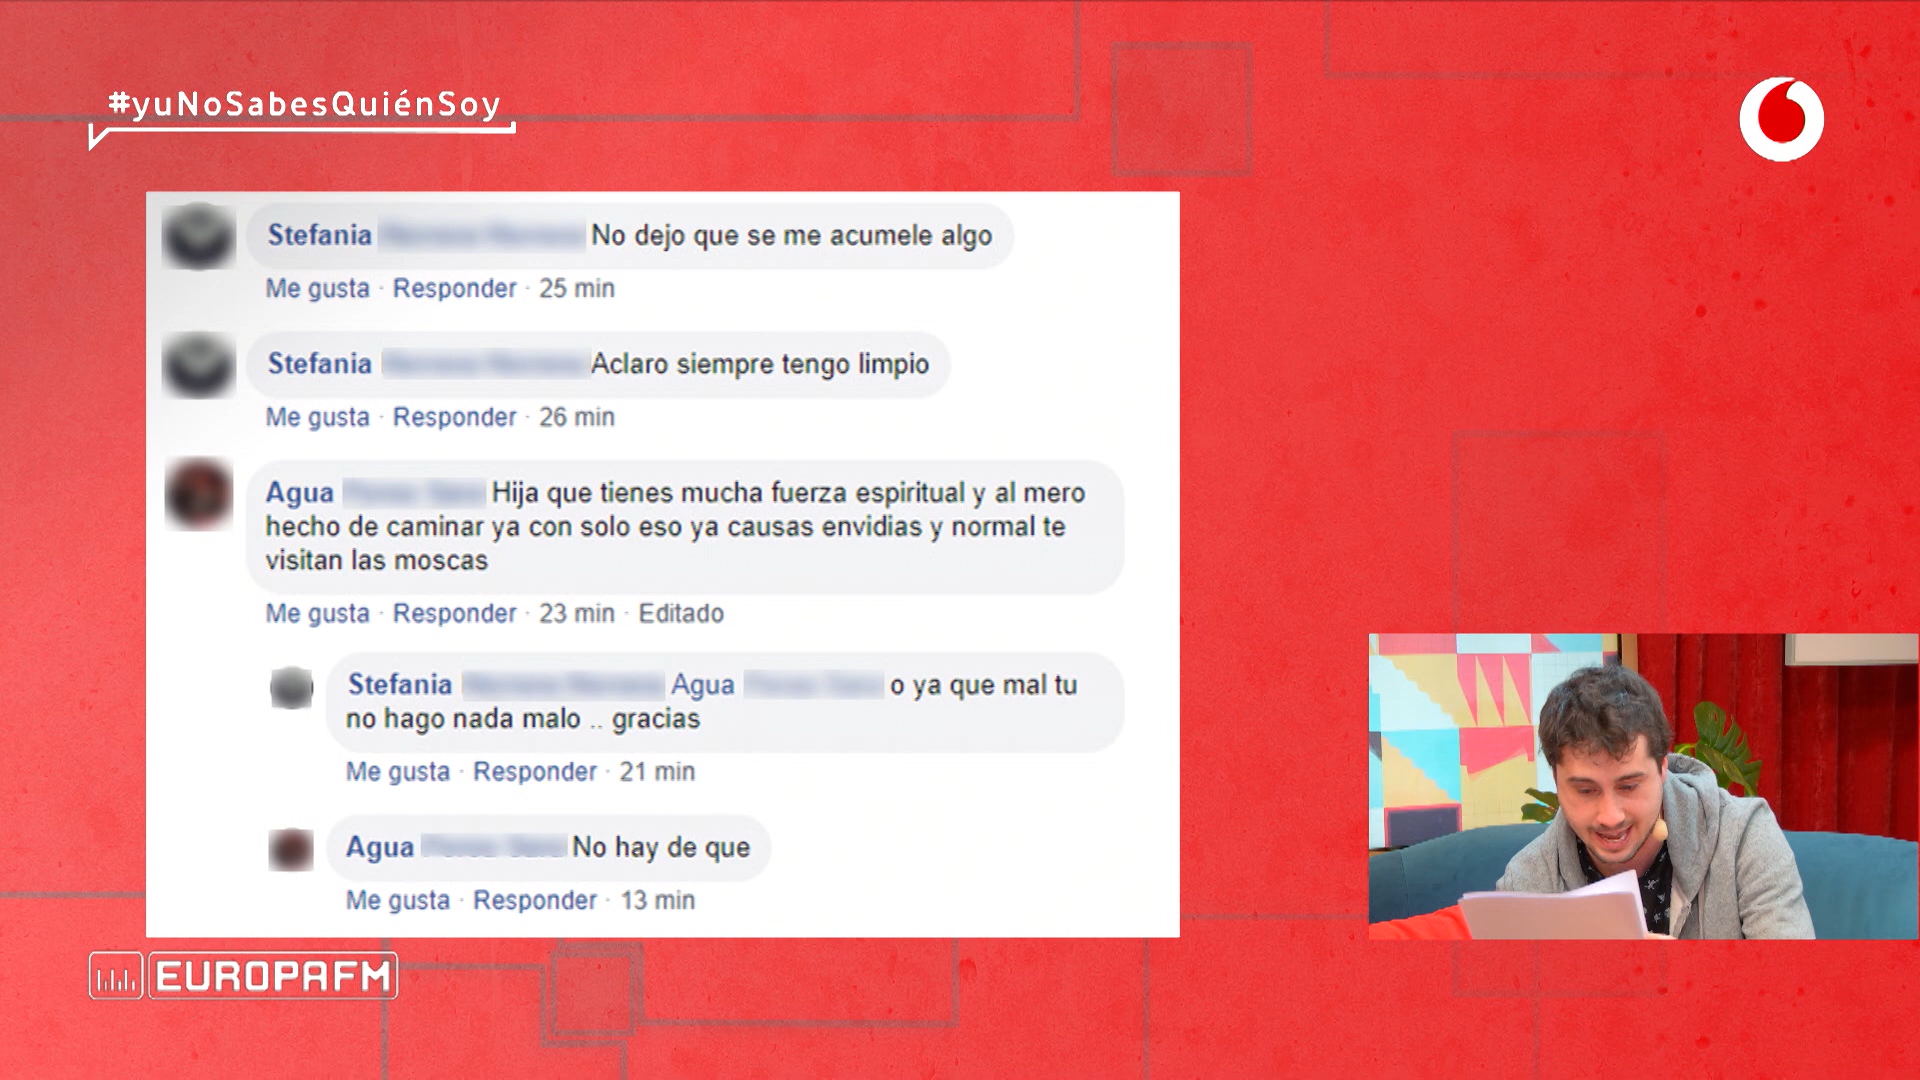 #yuNoSabesQuiénSoy
Stefania No dejo que se me acumele algo
Me gusta · Responder · 25 min
Stefania Aclaro siempre tengo limpio
Me gusta · Responder · 26 min
Agua Hija que tienes mucha fuerza espiritual y al mero
hecho de caminar ya con solo eso ya causas envidias y normal te
visitan las moscas
Me gusta · Responder · 23 min · Editado
Stefania Agua o ya que mal tu
no hago nada malo .. gracias
Me gusta · Responder · 21 min
Agua No hay de que
Me gusta · Responder · 13 min
EUROPAFM